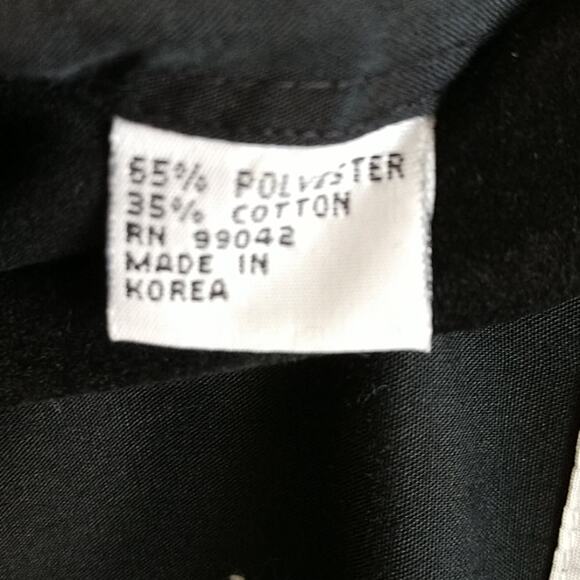 65% POLYESTER
35% COTTON
RN 99042
MADE IN
KOREA